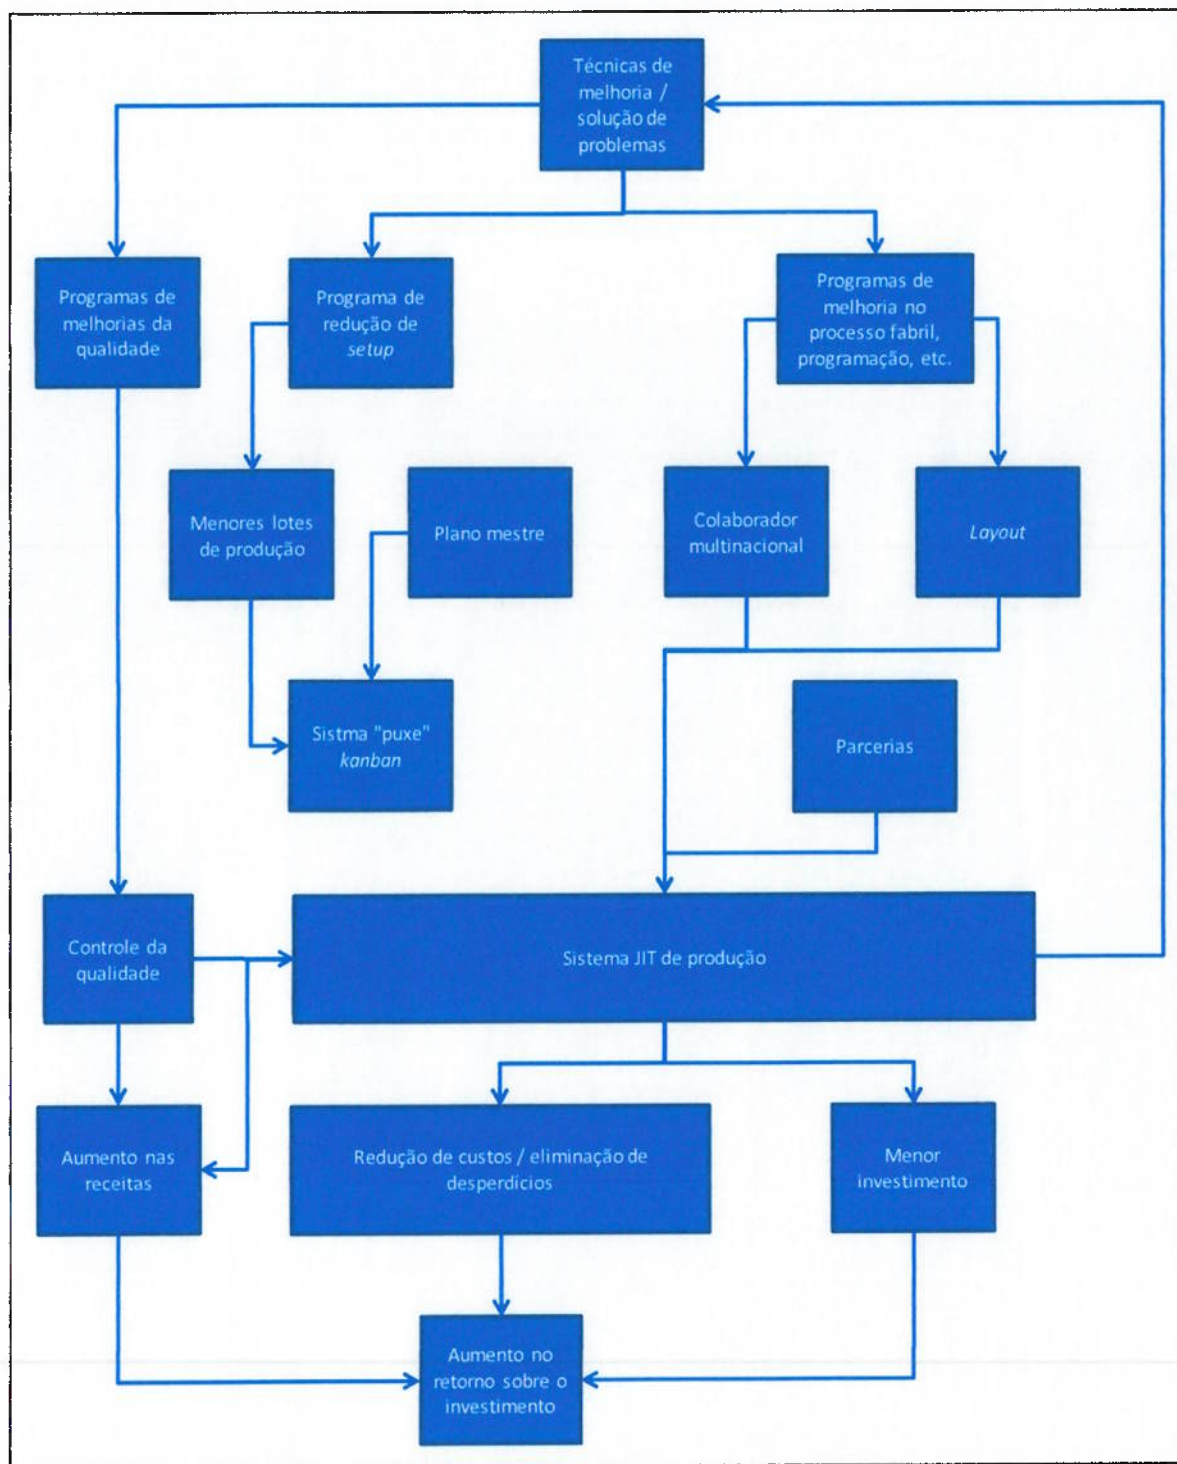 Técnicas de
melhoria /
solução de
problemas
Programas de
melhorias da
qualidade
Programa de
redução de
setup
Programas de
melhoria no
processo fabril,
programação, etc.
Menores lotes
de produção
Plano mestre
Colaborador
multinacional
Layout
Sistma "puxe"
kanban
Parcerias
Controle da
qualidade
Sistema JIT de produção
Aumento nas
receitas
Redução de custos / eliminação de
desperdícios
Menor
investimento
Aumento no
retorno sobre o
investimento